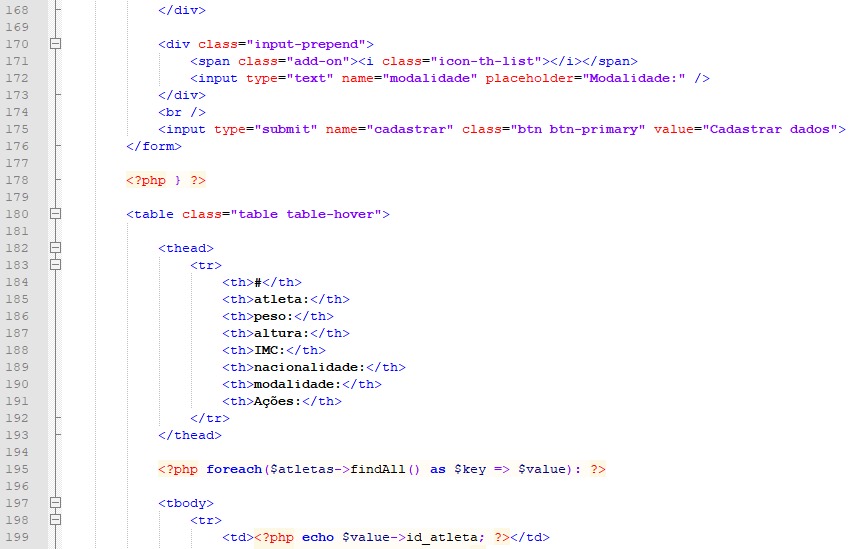 168 </div>
169
170 <div class="input-prepend">
171 <span class="add-on"><i class="icon-th-list"></i></span>
172 <input type="text" name="modalidade" placeholder="Modalidade:" />
173 </div>
174 <br />
175 <input type="submit" name="cadastrar" class="btn btn-primary" value="Cadastrar dados">
176 </form>
177
178 <?php } ?>
179
180 <table class="table table-hover">
181
182 <thead>
183 <tr>
184 <th>#</th>
185 <th>atleta:</th>
186 <th>peso:</th>
187 <th>altura:</th>
188 <th>IMC:</th>
189 <th>nacionalidade:</th>
190 <th>modalidade:</th>
191 <th>Ações:</th>
192 </tr>
193 </thead>
194
195 <?php foreach($atletas->findAll() as $key => $value): ?>
196
197 <tbody>
198 <tr>
199 <td><?php echo $value->id_atleta; ?></td>